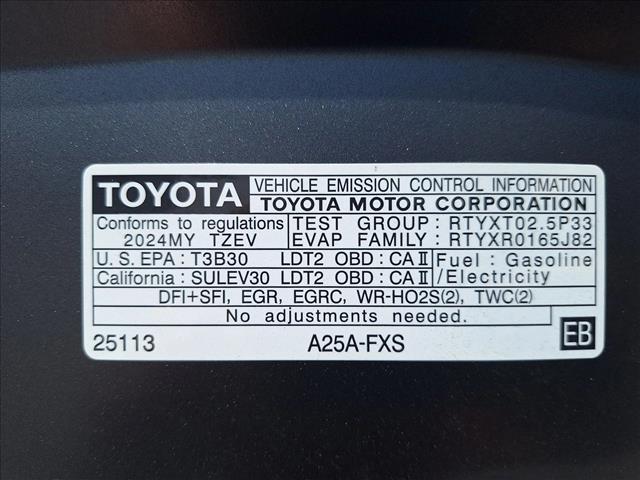 TOYOTA VEHICLE EMISSION CONTROL INFORMATION
TOYOTA MOTOR CORPORATION
Conforms to regulations TEST GROUP : RTYXT02.5P33
2024MY TZEV EVAP FAMILY : RTYXR0165J82
U.S. EPA : T3B30 LDT2 OBD : CA II Fuel : Gasoline
California : SULEV30 LDT2 OBD : CA II /Electricity
DFI+SFI, EGR, EGRC, WR-HO2S(2), TWC(2)
No adjustments needed.
25113 A25A-FXS EB